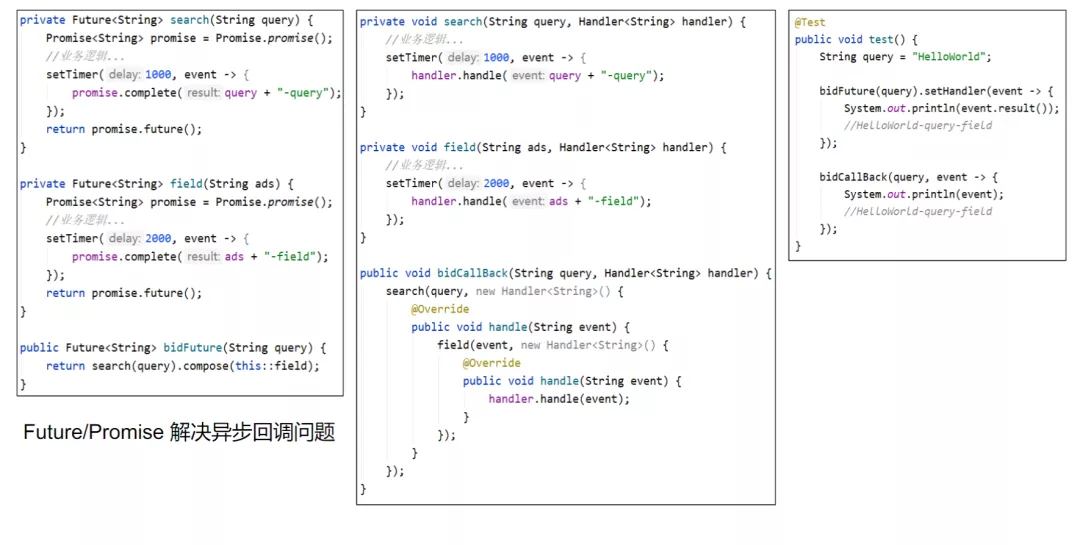 private Future<String> search(String query) {
Promise<String> promise = Promise.promise();
//业务逻辑...
setTimer( delay: 1000, event -> {
promise.complete( result: query + "-query");
});
return promise.future();
}
private Future<String> field(String ads) {
Promise<String> promise = Promise.promise();
//业务逻辑...
setTimer( delay: 2000, event -> {
promise.complete( result: ads + "-field");
});
return promise.future();
}
public Future<String> bidFuture(String query) {
return search(query).compose(this::field);
}
Future/Promise 解决异步回调问题
private void search(String query, Handler<String> handler) {
//业务逻辑...
setTimer( delay: 1000, event -> {
handler.handle( event: query + "-query");
});
}
private void field(String ads, Handler<String> handler) {
//业务逻辑...
setTimer( delay: 2000, event -> {
handler.handle( event: ads + "-field");
});
}
public void bidCallBack(String query, Handler<String> handler) {
search(query, new Handler<String>() {
@Override
public void handle(String event) {
field(event, new Handler<String>() {
@Override
public void handle(String event) {
handler.handle(event);
}
});
}
});
}
@Test
public void test() {
String query = "HelloWorld";
bidFuture(query).setHandler(event -> {
System.out.println(event.result());
//HelloWorld-query-field
});
bidCallBack(query, event -> {
System.out.println(event);
//HelloWorld-query-field
});
}